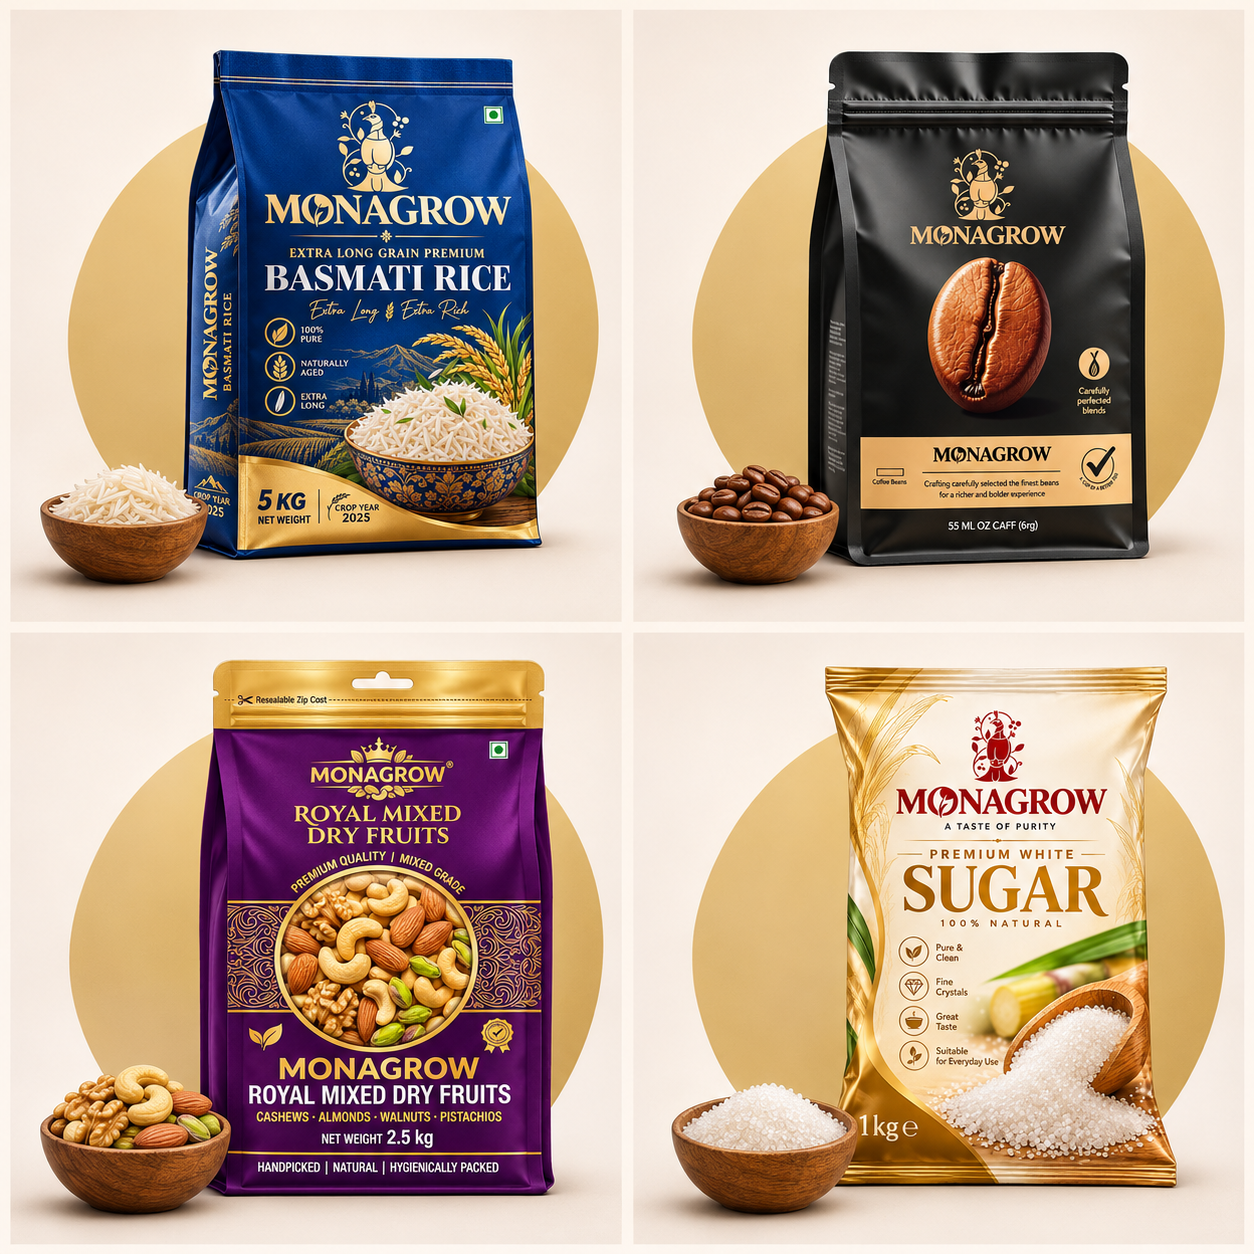 MONAGROW
EXTRA LONG GRAIN PREMIUM
BASMATI RICE
Extra Long Extra Rich
100%
PURE
NATURALLY
AGED
EXTRA
LONG
5 KG
NET WEIGHT
CROP YEAR
2025
MONAGROW
BASMATI RICE
CROP YEAR
025
MONAGROW
Carefully
perfected
blends
MONAGROW
Coffee Beans
Crafting carefully selected the finest beans
for a richer and bolder experience
55 ML OZ CAFF (6rg)
Resealable Zip Cost
MONAGROW®
ROYAL MIXED
DRY FRUITS
PREMIUM QUALITY | MIXED GRADE
MONAGROW
ROYAL MIXED DRY FRUITS
CASHEWS · ALMONDS · WALNUTS · PISTACHIOS
NET WEIGHT 2.5 kg
HANDPICKED | NATURAL | HYGIENICALLY PACKED
MONAGROW
A TASTE OF PURITY
PREMIUM WHITE
SUGAR
100% NATURAL
Pure &
Clean
Fine
Crystals
Great
Taste
Suitable
for Everyday Use
1kg e